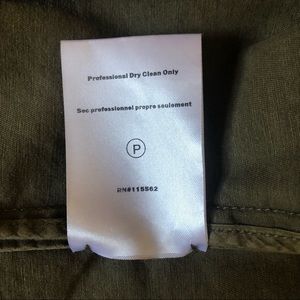 Professional Dry Clean Only
Sec professionnel propre seulement
P
RN#115562